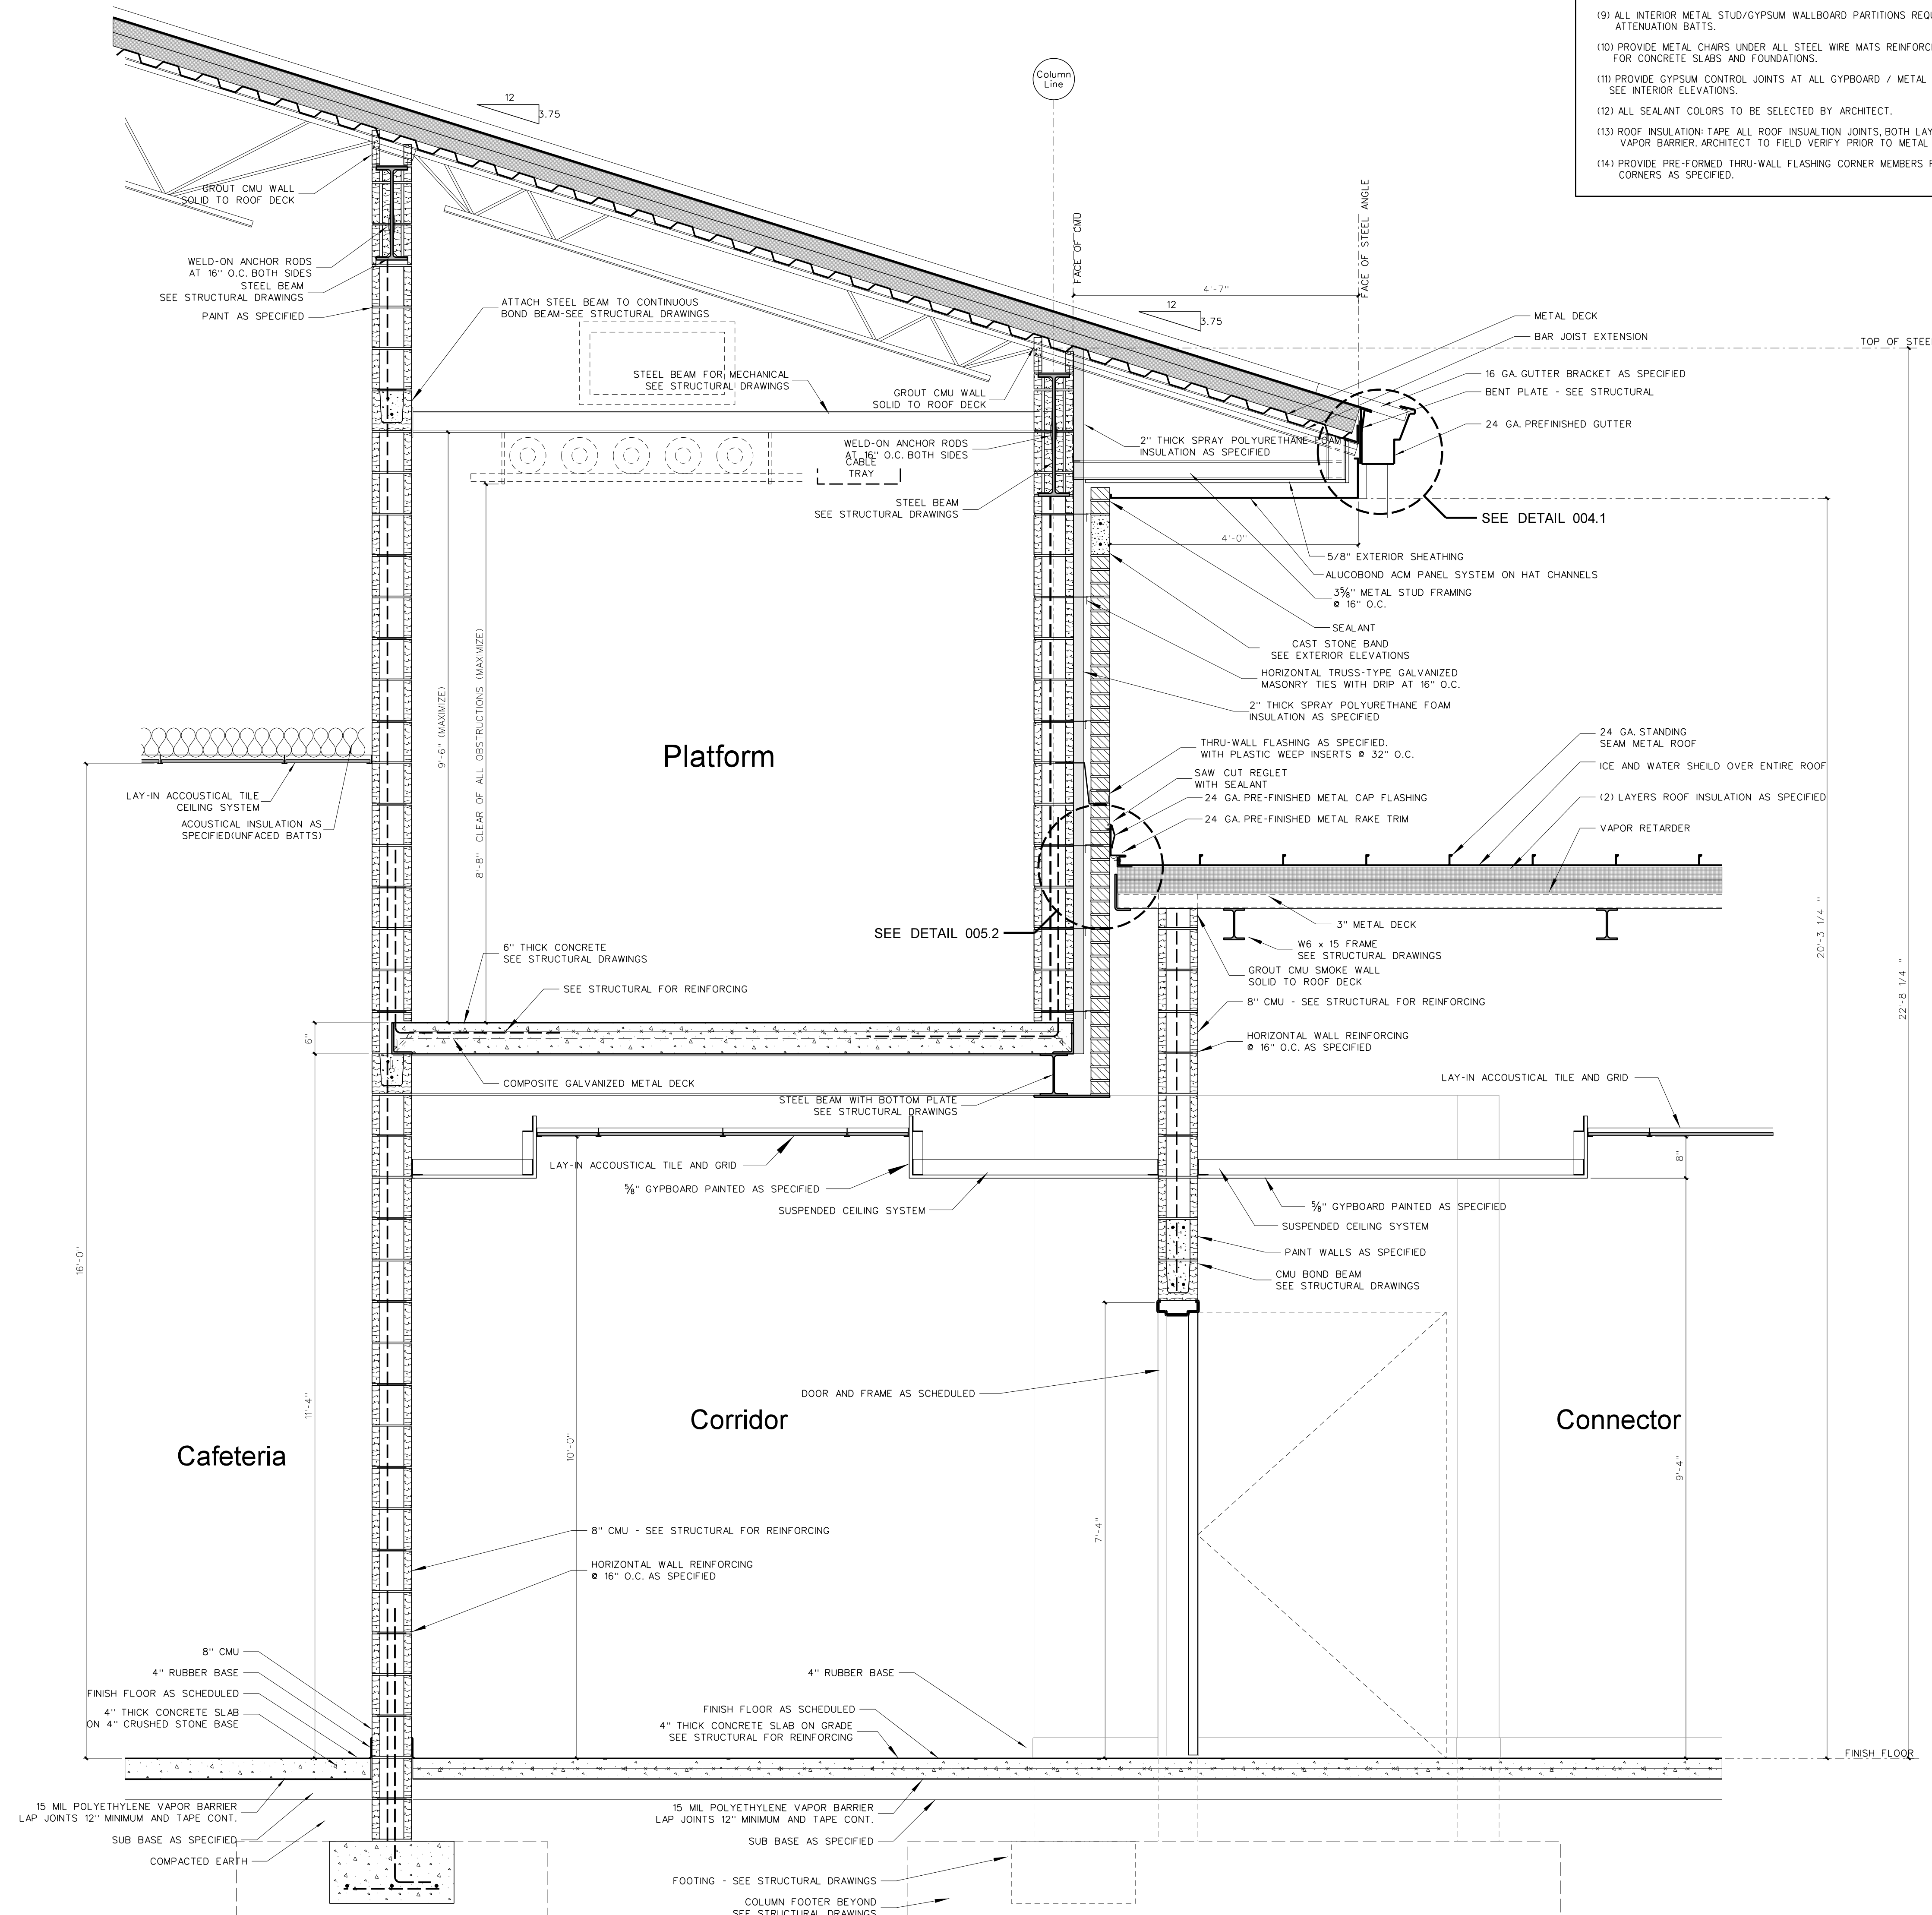 (9) ALL INTERIOR METAL STUD/GYPSUM WALLBOARD PARTITIONS
ATTENUATION BATTS.
(10) PROVIDE METAL CHAIRS UNDER ALL STEEL WIRE MATS
FOR CONCRETE SLABS AND FOUNDATIONS.
(11) PROVIDE GYPSUM CONTROL JOINTS AT ALL GYPBOARD / METAL
SEE INTERIOR ELEVATIONS.
(12) ALL SEALANT COLORS TO BE SELECTED BY ARCHITECT.
(13) ROOF INSULATION: TAPE ALL ROOF INSUALTION JOINTS, BOTH
VAPOR BARRIER. ARCHITECT TO FIELD VERIFY PRIOR TO METAL
(14) PROVIDE PRE-FORMED THRU-WALL FLASHING CORNER MEMBERS
CORNERS AS SPECIFIED.
Column
Line
12
3.75
GROUT CMU WALL
SOLID TO ROOF DECK
WELD-ON ANCHOR RODS
AT 16" O.C. BOTH SIDES
STEEL BEAM
SEE STRUCTURAL DRAWINGS
PAINT AS SPECIFIED
ATTACH STEEL BEAM TO CONTINUOUS
BOND BEAM-SEE STRUCTURAL DRAWINGS
FACE OF CMU
FACE OF STEEL ANGLE
4'-7"
12
3.75
METAL DECK
BAR JOIST EXTENSION
TOP OF
16 GA. GUTTER BRACKET AS SPECIFIED
BENT PLATE - SEE STRUCTURAL
24 GA. PREFINISHED GUTTER
STEEL BEAM FOR MECHANICAL
SEE STRUCTURAL DRAWINGS
GROUT CMU WALL
SOLID TO ROOF DECK
WELD-ON ANCHOR RODS
AT 16" O.C. BOTH SIDES
CABLE
TRAY
2" THICK SPRAY POLYURETHANE FOAM
INSULATION AS SPECIFIED
STEEL BEAM
SEE STRUCTURAL DRAWINGS
SEE DETAIL 004.1
4'-0"
5/8" EXTERIOR SHEATHING
ALUCOBOND ACM PANEL SYSTEM ON HAT CHANNELS
3⅝" METAL STUD FRAMING
@ 16" O.C.
SEALANT
CAST STONE BAND
SEE EXTERIOR ELEVATIONS
HORIZONTAL TRUSS-TYPE GALVANIZED
MASONRY TIES WITH DRIP AT 16" O.C.
2" THICK SPRAY POLYURETHANE FOAM
INSULATION AS SPECIFIED
9'-6" (MAXIMIZE)
8'-8" CLEAR OF ALL OBSTRUCTIONS (MAXIMIZE)
Platform
THRU-WALL FLASHING AS SPECIFIED.
WITH PLASTIC WEEP INSERTS @ 32" O.C.
SAW CUT REGLET
WITH SEALANT
24 GA. PRE-FINISHED METAL CAP FLASHING
24 GA. PRE-FINISHED METAL RAKE TRIM
24 GA. STANDING
SEAM METAL ROOF
ICE AND WATER SHEILD OVER ENTIRE ROOF
(2) LAYERS ROOF INSULATION AS SPECIFIED
VAPOR RETARDER
LAY-IN ACCOUSTICAL TILE
CEILING SYSTEM
ACOUSTICAL INSULATION AS
SPECIFIED(UNFACED BATTS)
SEE DETAIL 005.2
3" METAL DECK
W6 x 15 FRAME
SEE STRUCTURAL DRAWINGS
GROUT CMU SMOKE WALL
SOLID TO ROOF DECK
8" CMU - SEE STRUCTURAL FOR REINFORCING
HORIZONTAL WALL REINFORCING
@ 16" O.C. AS SPECIFIED
20'-3 1/4 "
22'-8 1/4 "
6" THICK CONCRETE
SEE STRUCTURAL DRAWINGS
SEE STRUCTURAL FOR REINFORCING
6"
COMPOSITE GALVANIZED METAL DECK
STEEL BEAM WITH BOTTOM PLATE
SEE STRUCTURAL DRAWINGS
LAY-IN ACCOUSTICAL TILE AND GRID
LAY-IN ACCOUSTICAL TILE AND GRID
⅝" GYPBOARD PAINTED AS SPECIFIED
SUSPENDED CEILING SYSTEM
8"
⅝" GYPBOARD PAINTED AS SPECIFIED
SUSPENDED CEILING SYSTEM
PAINT WALLS AS SPECIFIED
CMU BOND BEAM
SEE STRUCTURAL DRAWINGS
16'-0"
11'-4"
10'-0"
7'-4"
9'-4"
DOOR AND FRAME AS SCHEDULED
Cafeteria
Corridor
Connector
8" CMU - SEE STRUCTURAL FOR REINFORCING
HORIZONTAL WALL REINFORCING
@ 16" O.C. AS SPECIFIED
8" CMU
4" RUBBER BASE
FINISH FLOOR AS SCHEDULED
4" THICK CONCRETE SLAB
ON 4" CRUSHED STONE BASE
4" RUBBER BASE
FINISH FLOOR AS SCHEDULED
4" THICK CONCRETE SLAB ON GRADE
SEE STRUCTURAL FOR REINFORCING
FINISH FLOOR
15 MIL POLYETHYLENE VAPOR BARRIER
LAP JOINTS 12" MINIMUM AND TAPE CONT.
SUB BASE AS SPECIFIED
COMPACTED EARTH
15 MIL POLYETHYLENE VAPOR BARRIER
LAP JOINTS 12" MINIMUM AND TAPE CONT.
SUB BASE AS SPECIFIED
FOOTING - SEE STRUCTURAL DRAWINGS
COLUMN FOOTER BEYOND
SEE STRUCTURAL DRAWINGS